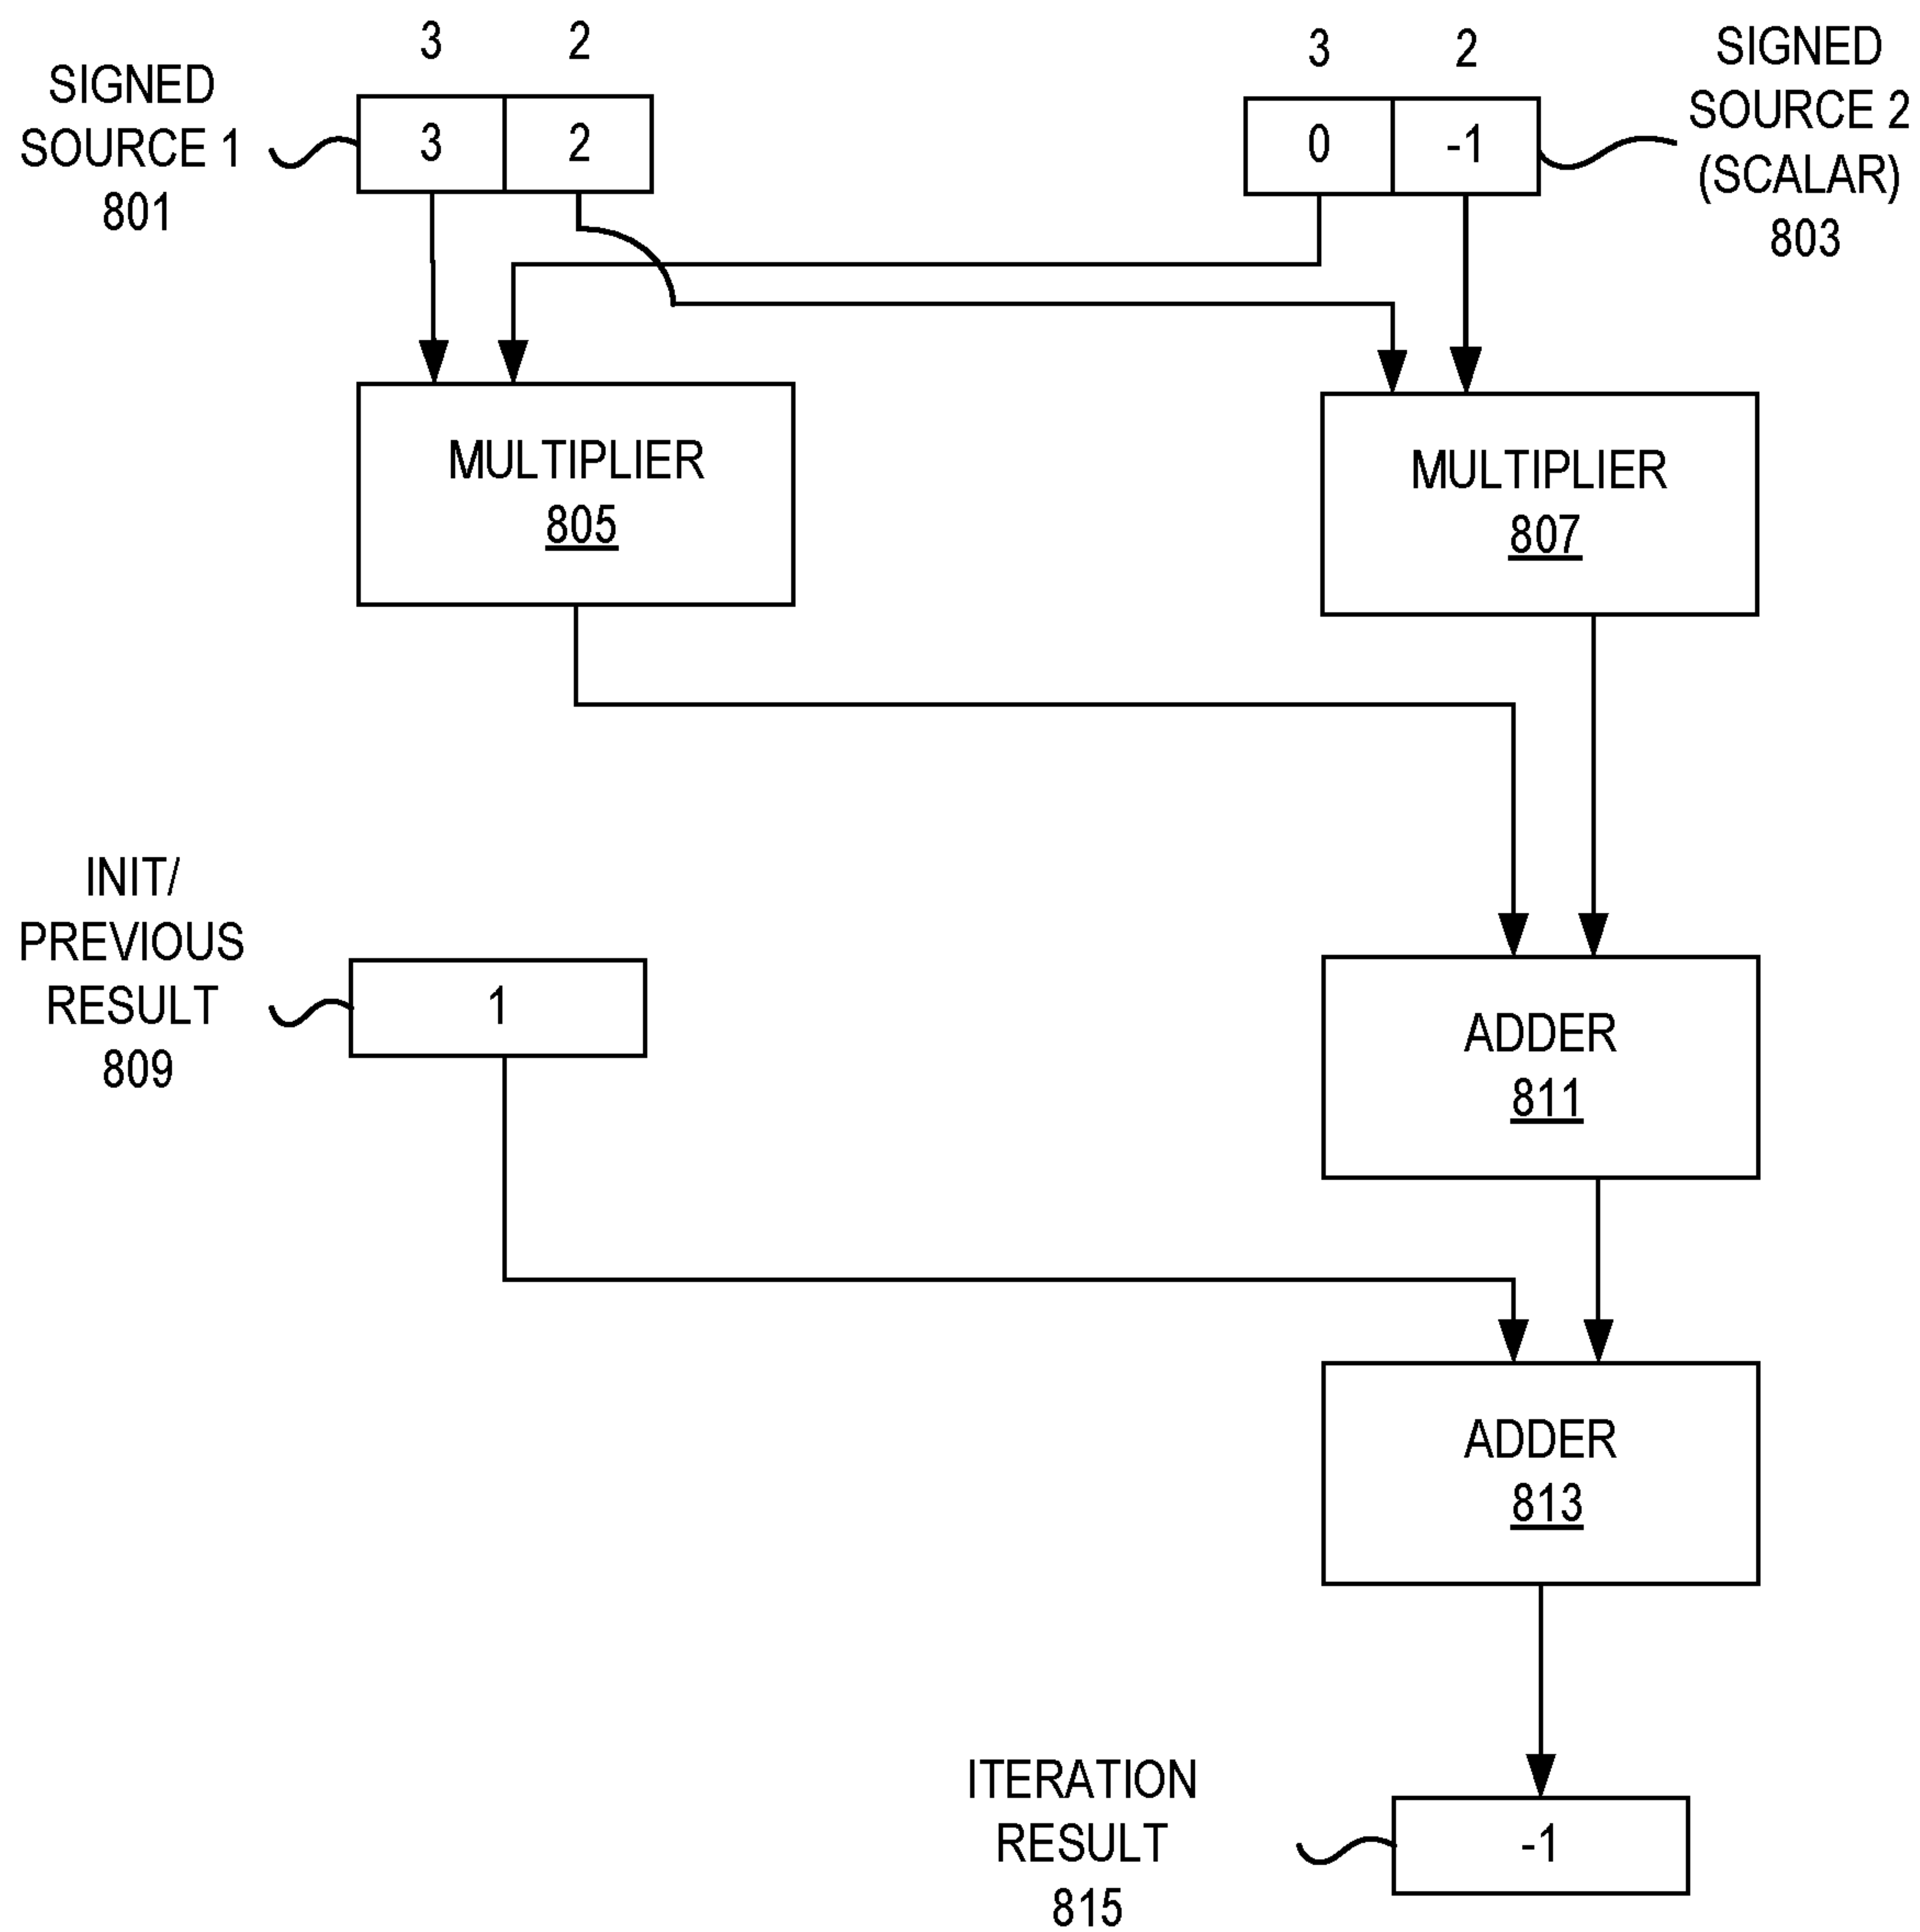 3 2
SIGNED
SOURCE 1
801
3 2
3 2
0 -1
SIGNED
SOURCE 2
(SCALAR)
803
MULTIPLIER
805
MULTIPLIER
807
INIT/
PREVIOUS
RESULT
809
1
ADDER
811
ADDER
813
ITERATION
RESULT
815
-1